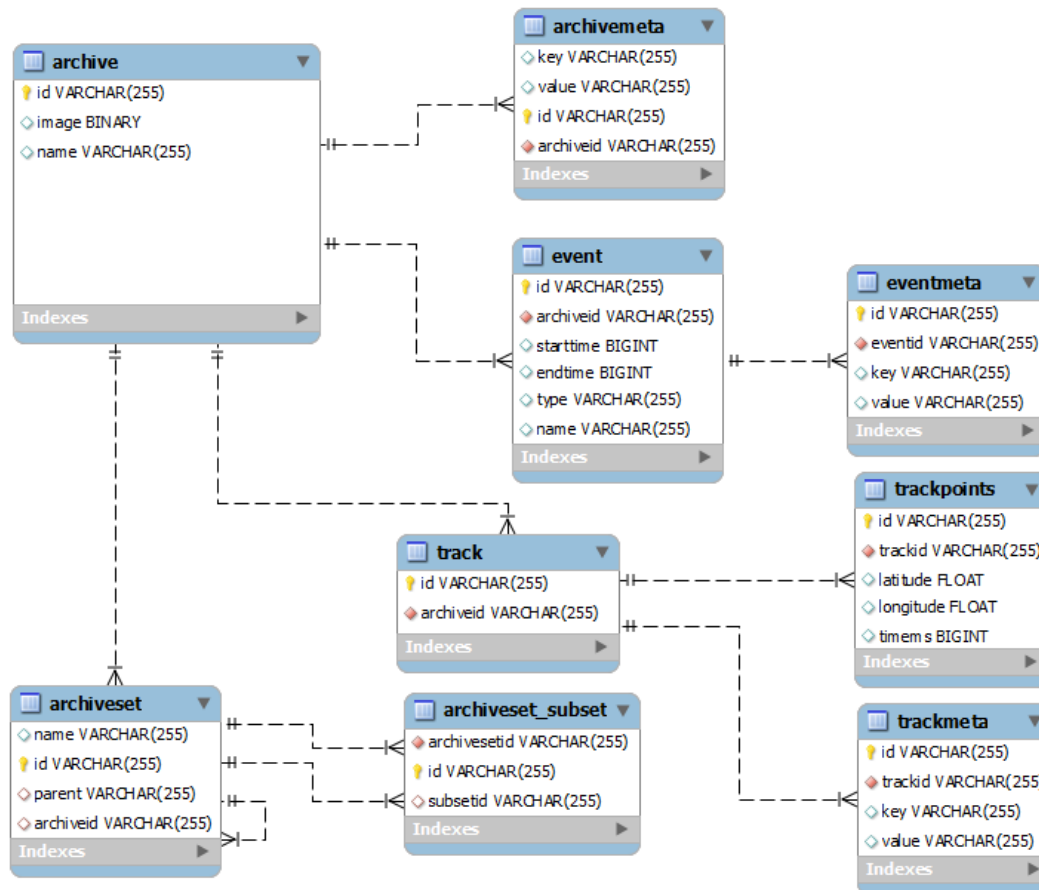 archive
id VARCHAR(255)
image BINARY
name VARCHAR(255)
Indexes
archivemeta
key VARCHAR(255)
value VARCHAR(255)
id VARCHAR(255)
archiveid VARCHAR(255)
Indexes
event
id VARCHAR(255)
archiveid VARCHAR(255)
starttime BIGINT
endtime BIGINT
type VARCHAR(255)
name VARCHAR(255)
Indexes
eventmeta
id VARCHAR(255)
eventid VARCHAR(255)
key VARCHAR(255)
value VARCHAR(255)
Indexes
track
id VARCHAR(255)
archiveid VARCHAR(255)
Indexes
trackpoints
id VARCHAR(255)
trackid VARCHAR(255)
latitude FLOAT
longitude FLOAT
timems BIGINT
Indexes
archiveset
name VARCHAR(255)
id VARCHAR(255)
parent VARCHAR(255)
archiveid VARCHAR(255)
Indexes
archiveset_subset
archivesetid VARCHAR(255)
id VARCHAR(255)
subsetid VARCHAR(255)
Indexes
trackmeta
id VARCHAR(255)
trackid VARCHAR(255
key VARCHAR(255)
value VARCHAR(255)
Indexes